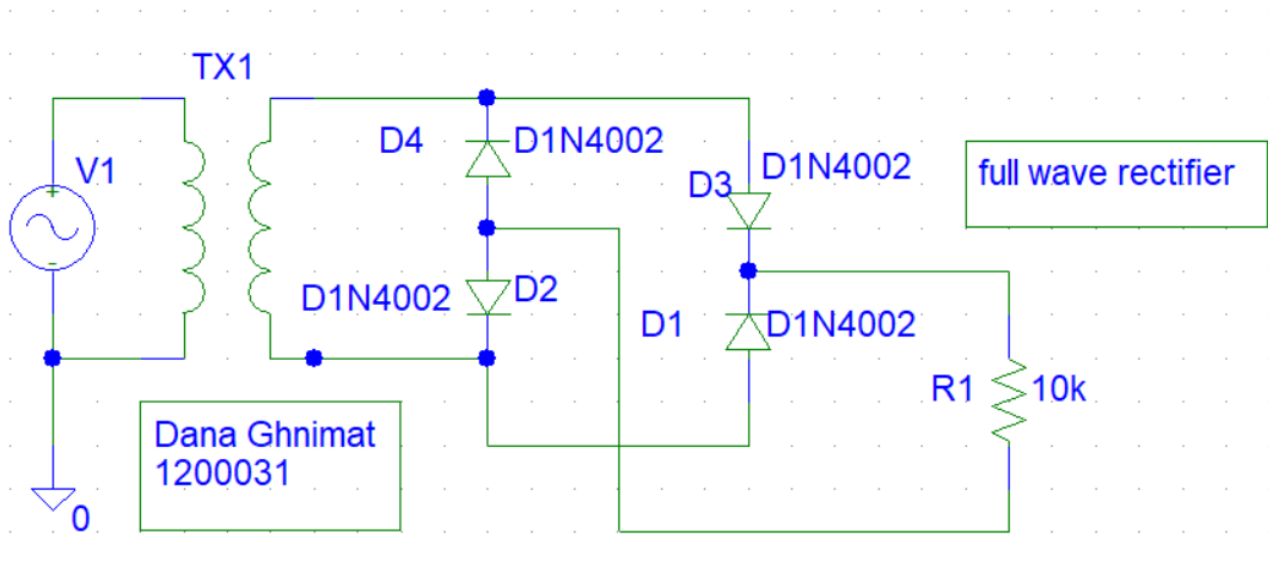 TX1
D4
D1N4002
V1
D1N4002
D3
full wave rectifier
+
-
D1N4002
D2
D1
D1N4002
R1
10k
Dana Ghnimat
1200031
0